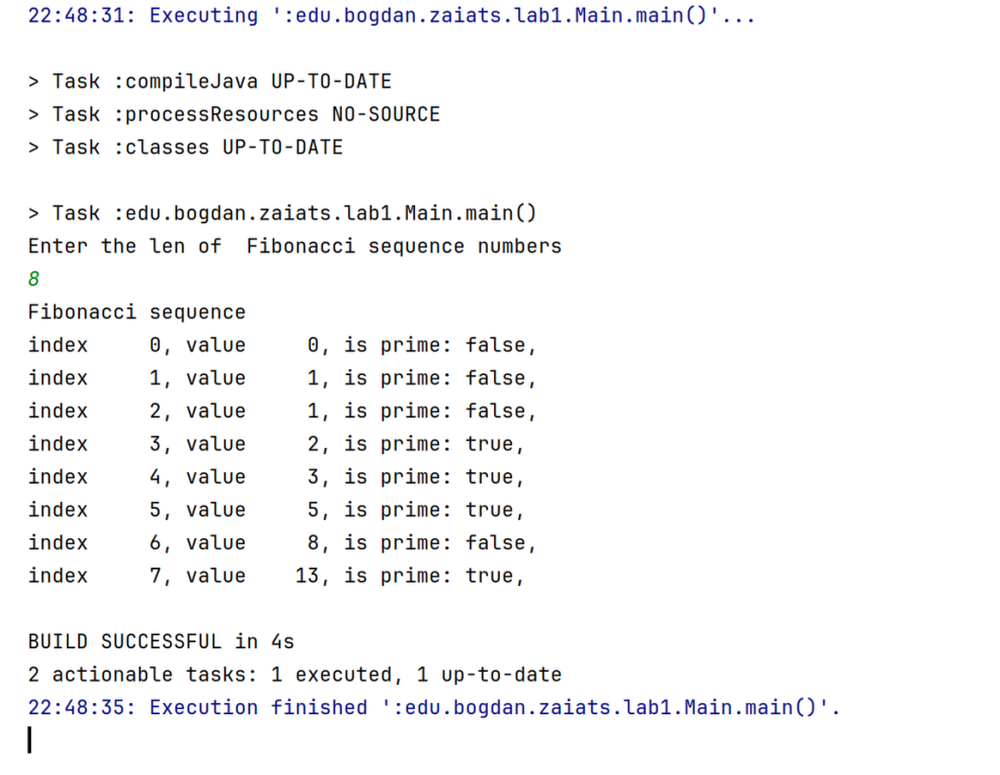 22:48:31: Executing ':edu.bogdan.zaiats.lab1.Main.main()'...

> Task :compileJava UP-TO-DATE
> Task :processResources NO-SOURCE
> Task :classes UP-TO-DATE

> Task :edu.bogdan.zaiats.lab1.Main.main()
Enter the len of  Fibonacci sequence numbers
8
Fibonacci sequence
index     0, value     0, is prime: false,
index     1, value     1, is prime: false,
index     2, value     1, is prime: false,
index     3, value     2, is prime: true,
index     4, value     3, is prime: true,
index     5, value     5, is prime: true,
index     6, value     8, is prime: false,
index     7, value    13, is prime: true,

BUILD SUCCESSFUL in 4s
2 actionable tasks: 1 executed, 1 up-to-date
22:48:35: Execution finished ':edu.bogdan.zaiats.lab1.Main.main()'.